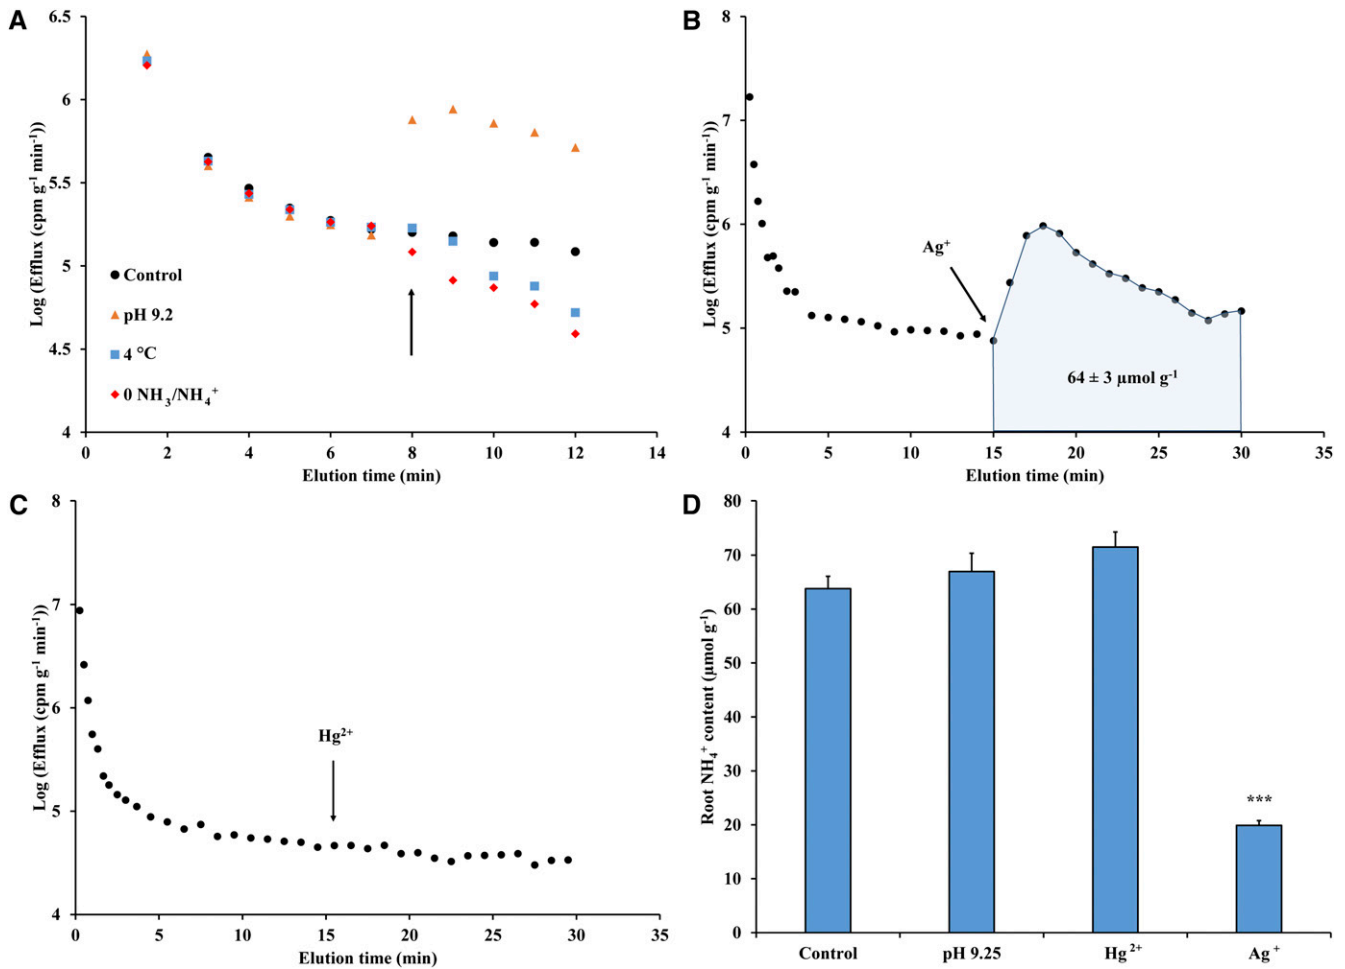 A
6.5
6
5.5
5
4.5
4
0 2 4 6 8 10 12 14
Log (Efflux (cpm g⁻¹ min⁻¹))
Control
pH 9.2
4 °C
0 NH₃/NH₄⁺
Elution time (min)
B
8
7
6
5
4
0 5 10 15 20 25 30 35
Log (Efflux (cpm g⁻¹ min⁻¹))
Ag⁺
64 ± 3 µmol g⁻¹
Elution time (min)
C
8
7
6
5
4
0 5 10 15 20 25 30 35
Log (Efflux (cpm g⁻¹ min⁻¹))
Hg²⁺
Elution time (min)
D
80
70
60
50
40
30
20
10
0
Root NH₄⁺ content (µmol g⁻¹)
***
Control pH 9.25 Hg²⁺ Ag⁺